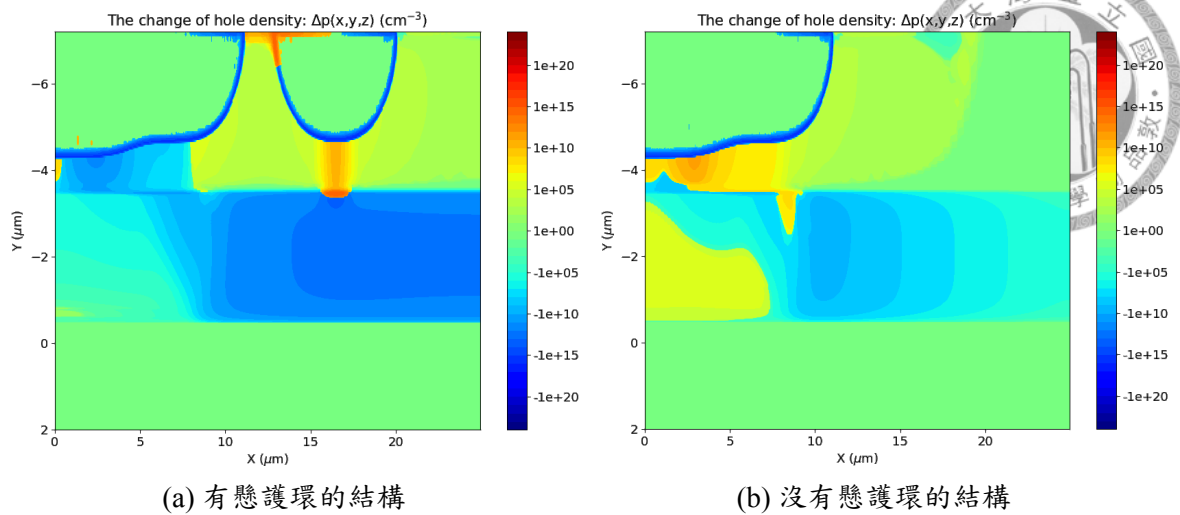 The change of hole density: Δp(x,y,z) (cm⁻³)
−6
−4
−2
0
2
Y (μm)
0
5
10
15
20
X (μm)
1e+20
1e+15
1e+10
1e+05
1e+00
-1e+05
-1e+10
-1e+15
-1e+20
(a) 有懸護環的結構
The change of hole density: Δp(x,y,z) (cm⁻³)
−6
−4
−2
0
2
Y (μm)
0
5
10
15
20
X (μm)
1e+20
1e+15
1e+10
1e+05
1e+00
-1e+05
-1e+10
-1e+15
-1e+20
(b) 沒有懸護環的結構